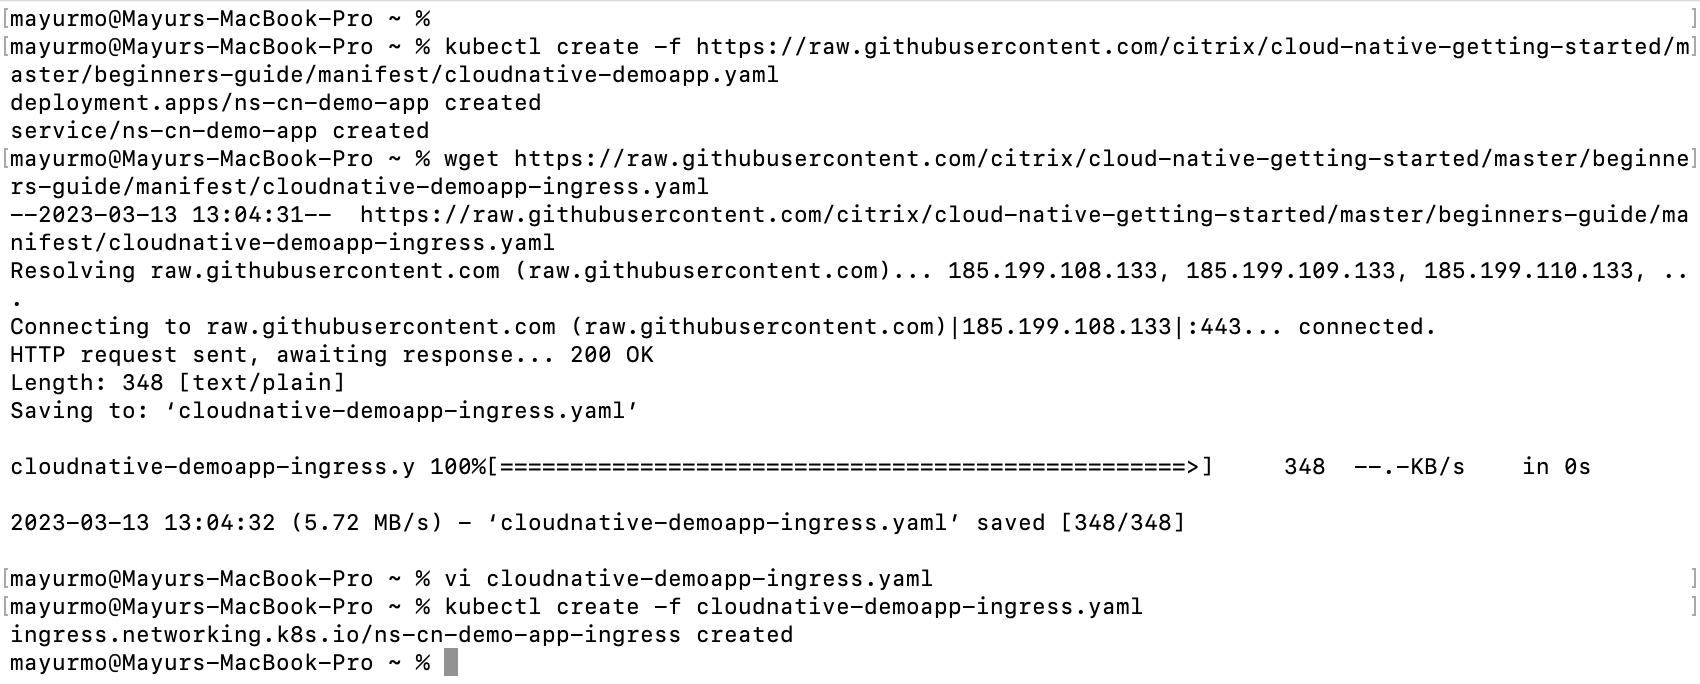 [mayurmo@Mayurs-MacBook-Pro ~ % ]
[mayurmo@Mayurs-MacBook-Pro ~ % kubectl create -f https://raw.githubusercontent.com/citrix/cloud-native-getting-started/m]
aster/beginners-guide/manifest/cloudnative-demoapp.yaml
deployment.apps/ns-cn-demo-app created
service/ns-cn-demo-app created
[mayurmo@Mayurs-MacBook-Pro ~ % wget https://raw.githubusercontent.com/citrix/cloud-native-getting-started/master/beginne]
rs-guide/manifest/cloudnative-demoapp-ingress.yaml
--2023-03-13 13:04:31--  https://raw.githubusercontent.com/citrix/cloud-native-getting-started/master/beginners-guide/ma
nifest/cloudnative-demoapp-ingress.yaml
Resolving raw.githubusercontent.com (raw.githubusercontent.com)... 185.199.108.133, 185.199.109.133, 185.199.110.133, ..
.
Connecting to raw.githubusercontent.com (raw.githubusercontent.com)|185.199.108.133|:443... connected.
HTTP request sent, awaiting response... 200 OK
Length: 348 [text/plain]
Saving to: ‘cloudnative-demoapp-ingress.yaml’
cloudnative-demoapp-ingress.y 100%[=================================================>]     348  --.-KB/s    in 0s
2023-03-13 13:04:32 (5.72 MB/s) - ‘cloudnative-demoapp-ingress.yaml’ saved [348/348]
[mayurmo@Mayurs-MacBook-Pro ~ % vi cloudnative-demoapp-ingress.yaml ]
[mayurmo@Mayurs-MacBook-Pro ~ % kubectl create -f cloudnative-demoapp-ingress.yaml ]
ingress.networking.k8s.io/ns-cn-demo-app-ingress created
mayurmo@Mayurs-MacBook-Pro ~ %